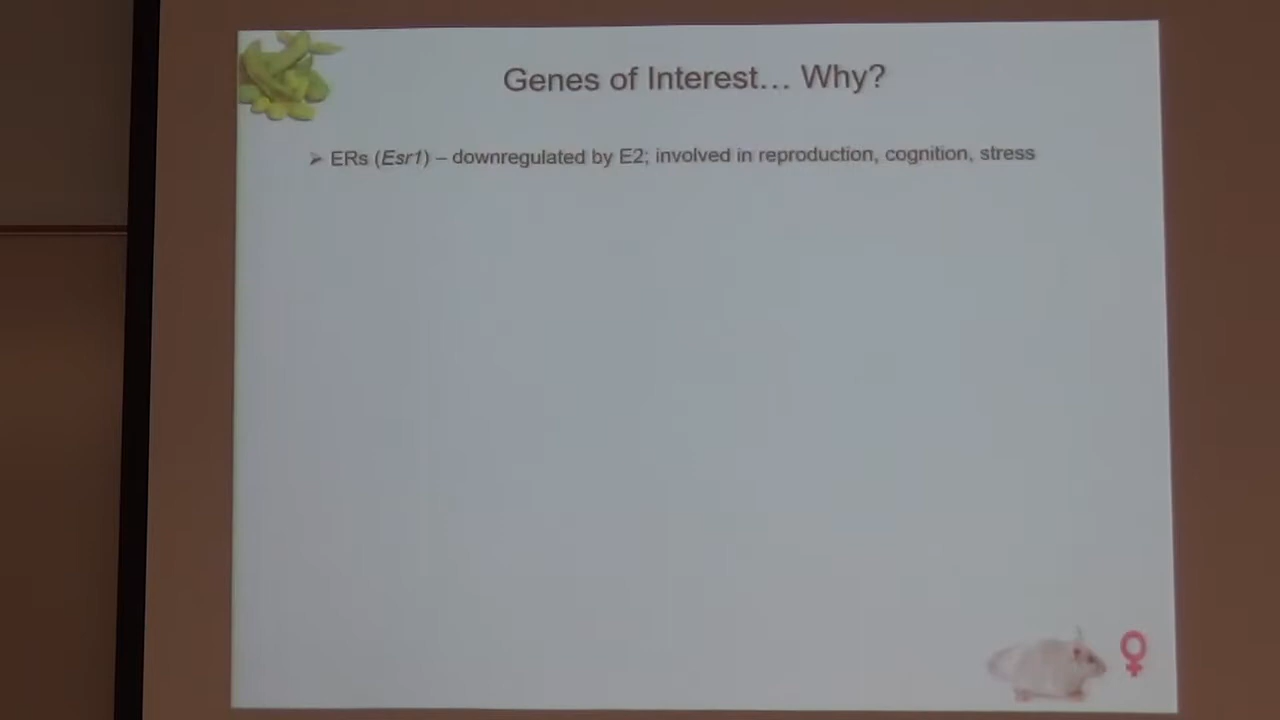 Genes of Interest... Why?
➢ ERs (Esr1) – downregulated by E2; involved in reproduction, cognition, stress